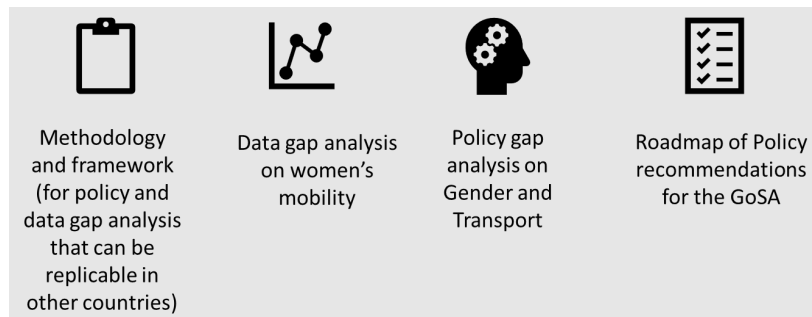 Methodology
and framework
(for policy and
data gap analysis
that can be
replicable in
other countries)
Data gap analysis
on women's
mobility
Policy gap
analysis on
Gender and
Transport
Roadmap of Policy
recommendations
for the GoSA